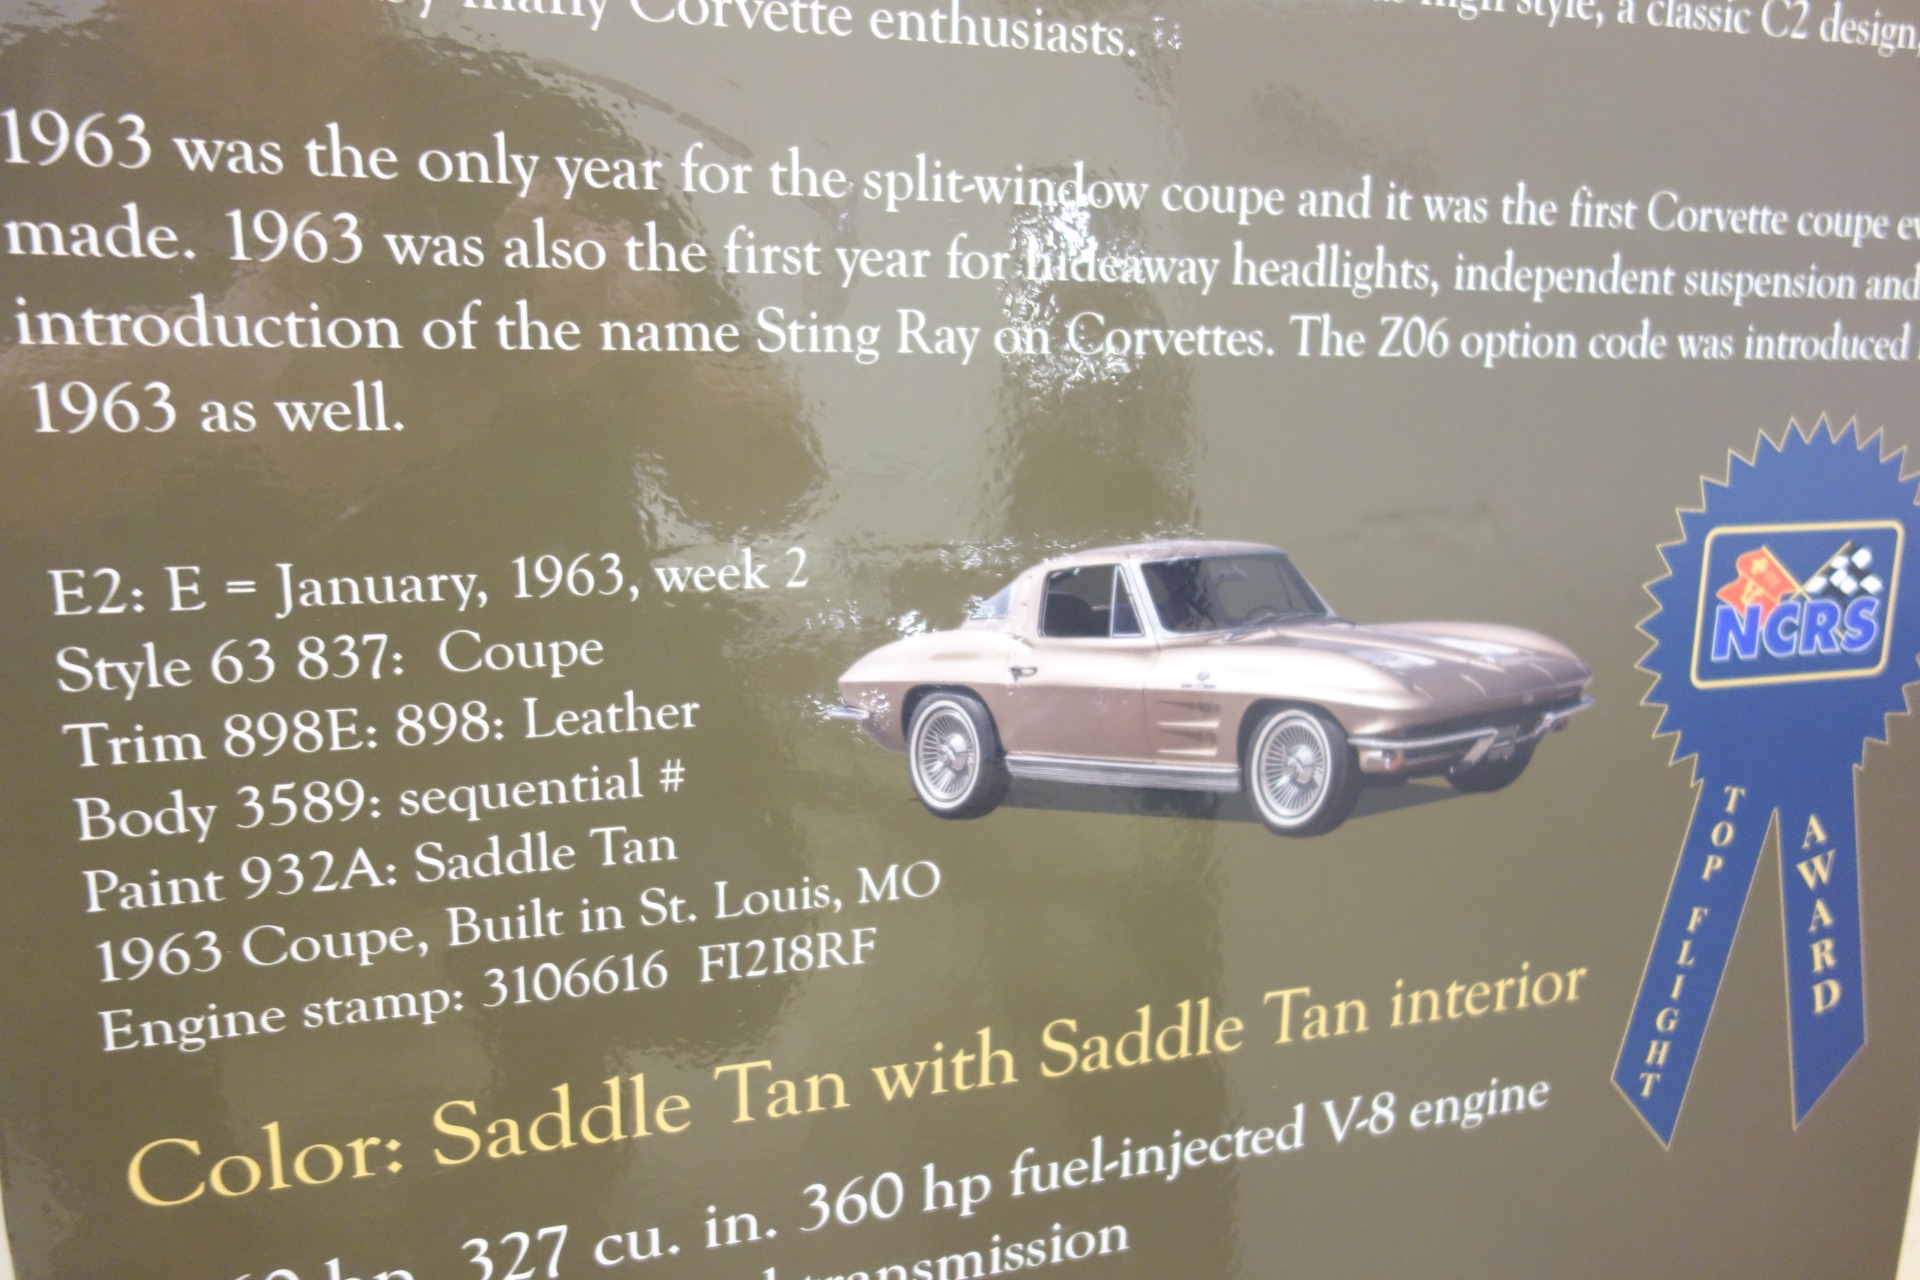 many Corvette enthusiasts.
high style, a classic C2 design,
1963 was the only year for the split-window coupe and it was the first Corvette coupe
made. 1963 was also the first year for hideaway headlights, independent suspension and
introduction of the name Sting Ray on Corvettes. The Z06 option code was introduced
1963 as well.
E2: E = January, 1963, week 2
Style 63 837: Coupe
Trim 898E: 898: Leather
Body 3589: sequential #
Paint 932A: Saddle Tan
1963 Coupe, Built in St. Louis, MO
Engine stamp: 3106616 F1218RF
Color: Saddle Tan with Saddle Tan interior
hp, 327 cu. in. 360 hp fuel-injected V-8 engine
transmission
NCRS
TOP FLIGHT
AWARD